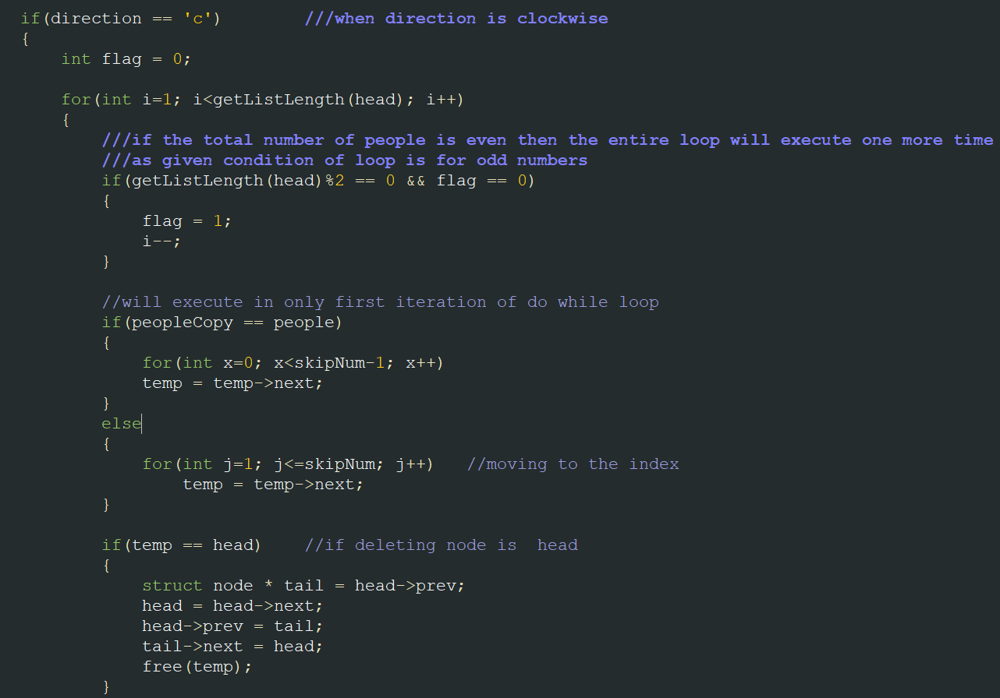 if(direction == 'c')        ///when direction is clockwise
{
    int flag = 0;

    for(int i=1; i<getListLength(head); i++)
    {
        ///if the total number of people is even then the entire loop will execute one more time
        ///as given condition of loop is for odd numbers
        if(getListLength(head)%2 == 0 && flag == 0)
        {
            flag = 1;
            i--;
        }

        //will execute in only first iteration of do while loop
        if(peopleCopy == people)
        {
            for(int x=0; x<skipNum-1; x++)
            temp = temp->next;
        }
        else
        {
            for(int j=1; j<=skipNum; j++)   //moving to the index
                temp = temp->next;
        }

        if(temp == head)    //if deleting node is  head
        {
            struct node * tail = head->prev;
            head = head->next;
            head->prev = tail;
            tail->next = head;
            free(temp);
        }